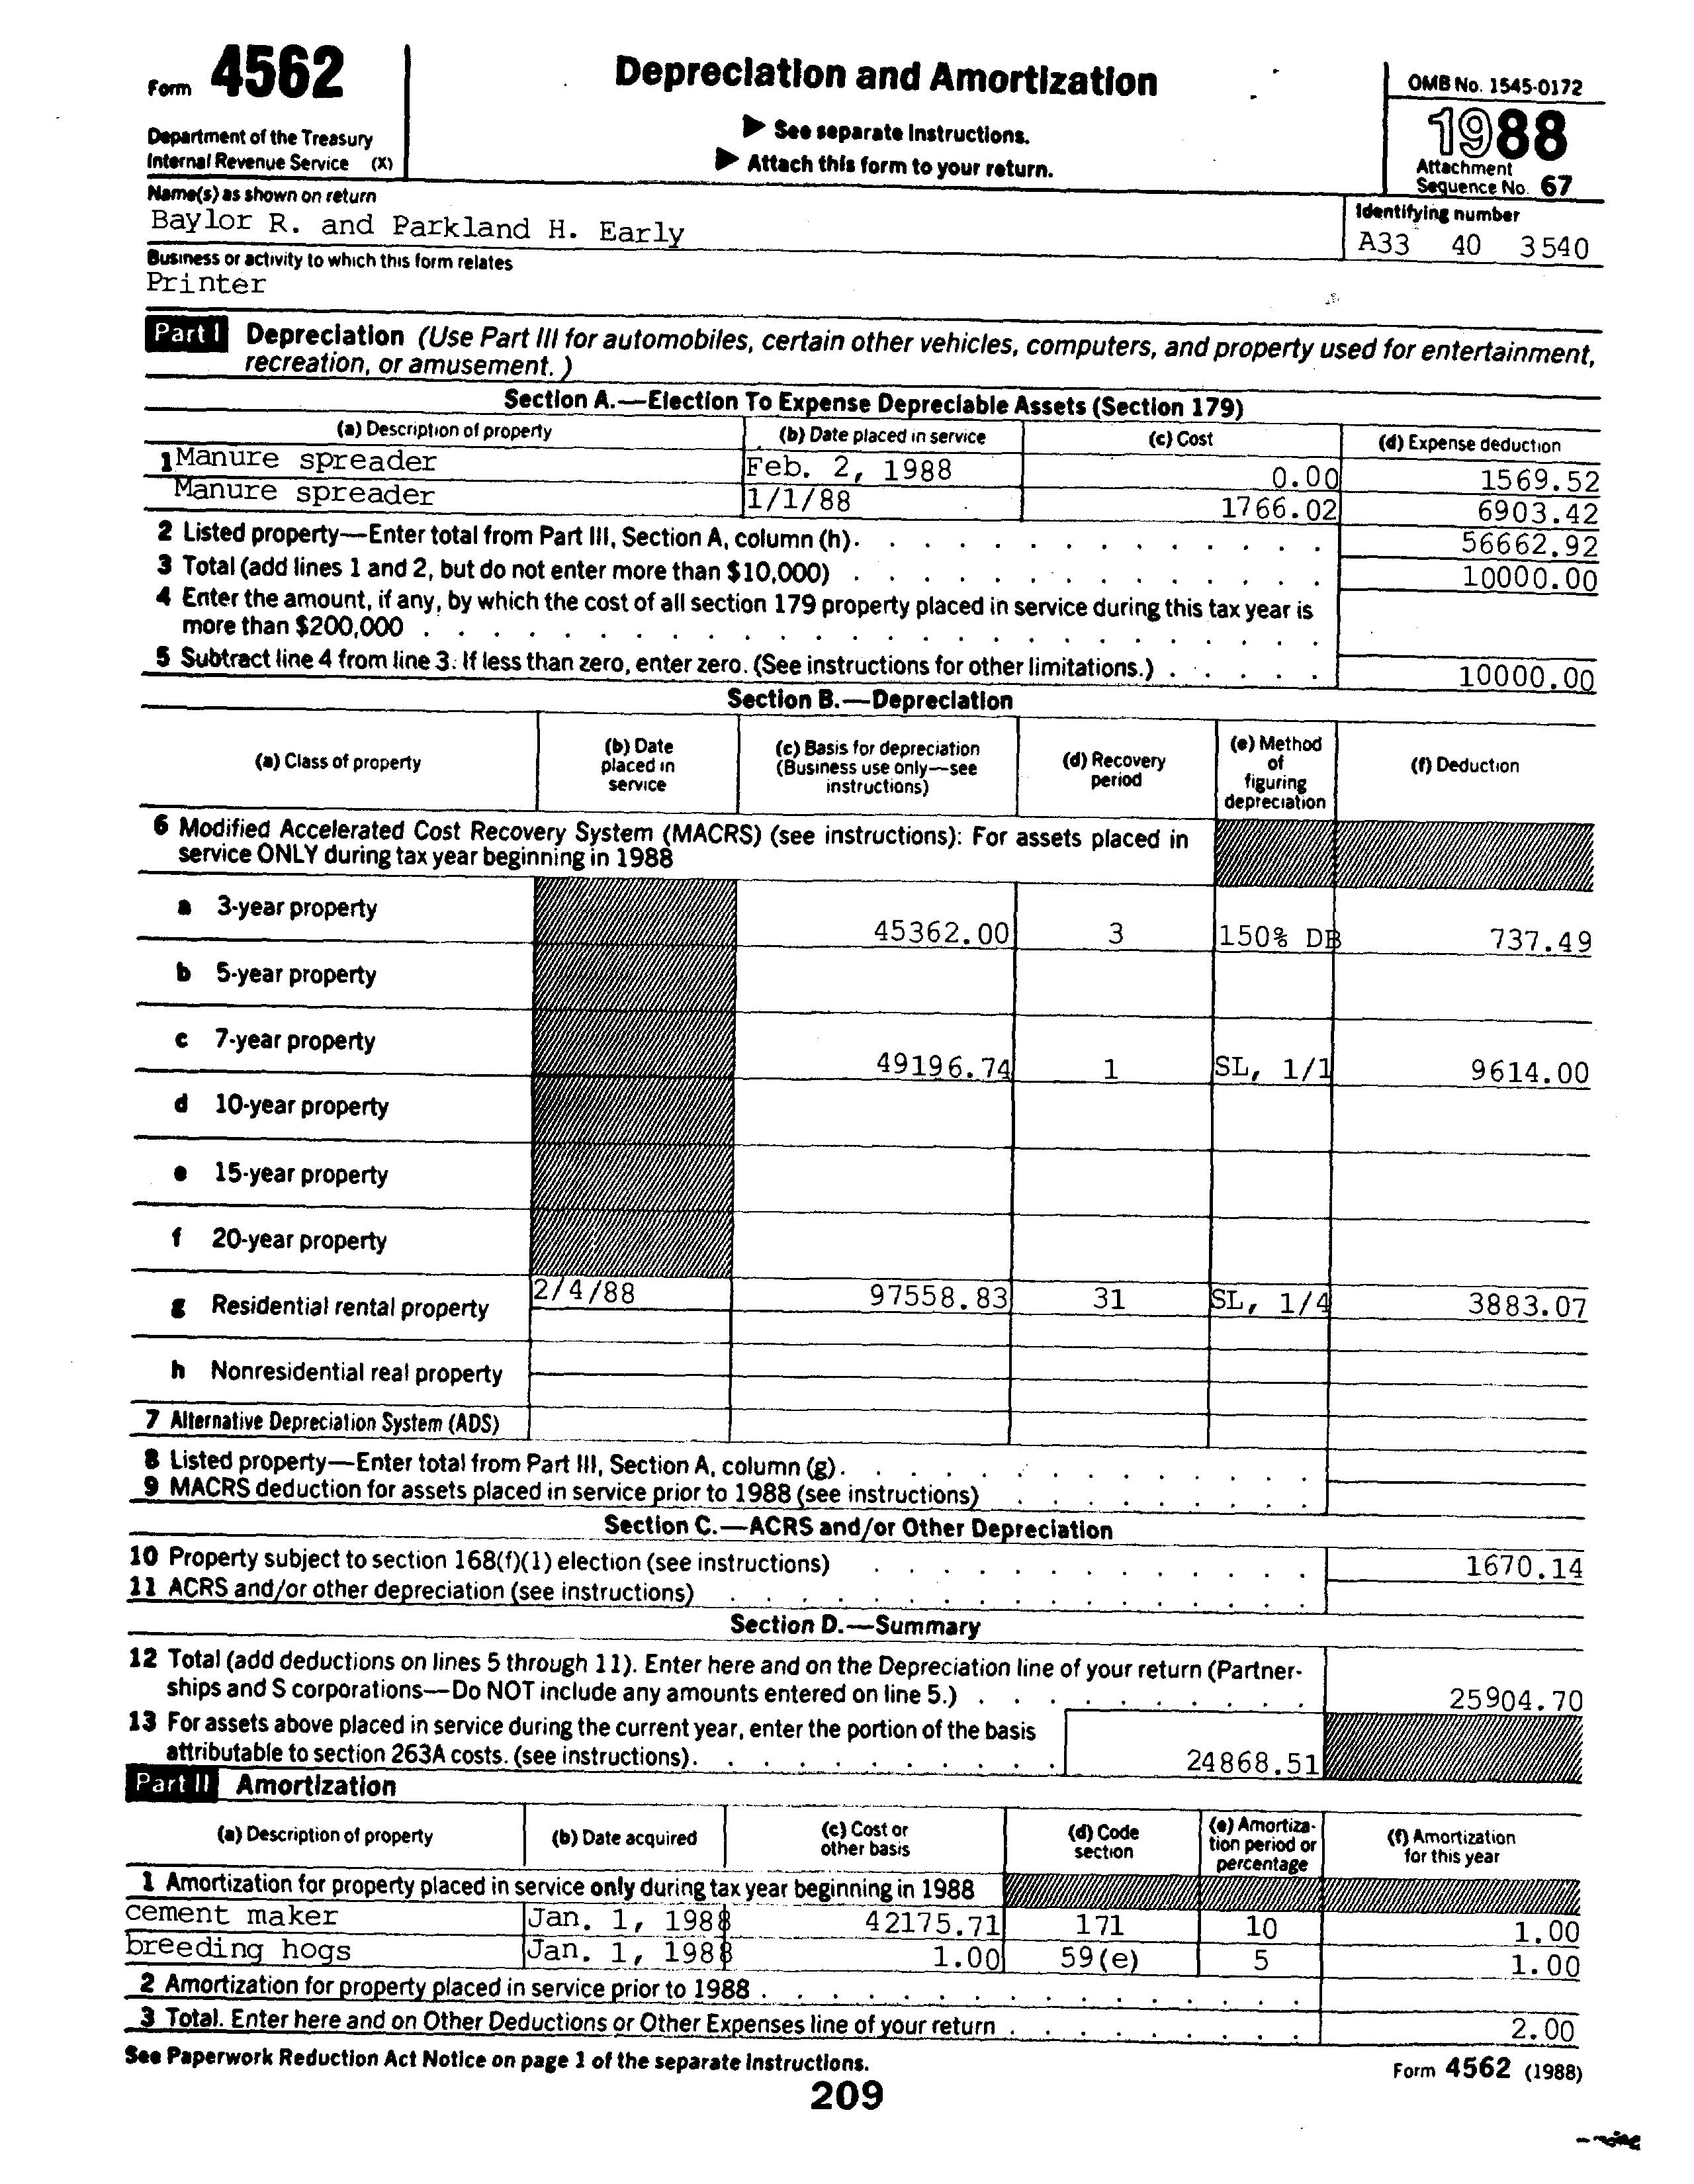 Form 4562
Depreciation and Amortization
OMB No. 1545-0172
► See separate Instructions.
► Attach this form to your return.
1988
Department of the Treasury
Internal Revenue Service (X)
Attachment
Sequence No. 67
Name(s) as shown on return
Identifying number
Baylor R. and Parkland H. Early
A33 40 3540
Business or activity to which this form relates
Printer
Part I Depreciation (Use Part III for automobiles, certain other vehicles, computers, and property used for entertainment,
recreation, or amusement.)
Section A.—Election To Expense Depreciable Assets (Section 179)
(a) Description of property (b) Date placed in service (c) Cost (d) Expense deduction
1 Manure spreader Feb. 2, 1988 0.00 1569.52
Manure spreader 1/1/88 1766.02 6903.42
2 Listed property—Enter total from Part III, Section A, column (h). 56662.92
3 Total (add lines 1 and 2, but do not enter more than $10,000) 10000.00
4 Enter the amount, if any, by which the cost of all section 179 property placed in service during this tax year is
more than $200,000
5 Subtract line 4 from line 3. If less than zero, enter zero. (See instructions for other limitations.) 10000.00
Section B.—Depreciation
(a) Class of property
(b) Date
placed in
service
(c) Basis for depreciation
(Business use only—see
instructions)
(d) Recovery
period
(e) Method
of
figuring
depreciation
(f) Deduction
6 Modified Accelerated Cost Recovery System (MACRS) (see instructions): For assets placed in
service ONLY during tax year beginning in 1988
a 3-year property 45362.00 3 150% DB 737.49
b 5-year property
c 7-year property 49196.74 1 SL, 1/1 9614.00
d 10-year property
e 15-year property
f 20-year property
g Residential rental property 2/4/88 97558.83 31 SL, 1/4 3883.07
h Nonresidential real property
7 Alternative Depreciation System (ADS)
8 Listed property—Enter total from Part III, Section A, column (g).
9 MACRS deduction for assets placed in service prior to 1988 (see instructions)
Section C.—ACRS and/or Other Depreciation
10 Property subject to section 168(f)(1) election (see instructions) 1670.14
11 ACRS and/or other depreciation (see instructions)
Section D.—Summary
12 Total (add deductions on lines 5 through 11). Enter here and on the Depreciation line of your return (Partner-
ships and S corporations—Do NOT include any amounts entered on line 5.) 25904.70
13 For assets above placed in service during the current year, enter the portion of the basis
attributable to section 263A costs. (see instructions). 24868.51
Part II Amortization
(a) Description of property
(b) Date acquired
(c) Cost or
other basis
(d) Code
section
(e) Amortiza-
tion period or
percentage
(f) Amortization
for this year
1 Amortization for property placed in service only during tax year beginning in 1988
cement maker Jan. 1, 1988 42175.71 171 10 1.00
breeding hogs Jan. 1, 1988 1.00 59(e) 5 1.00
2 Amortization for property placed in service prior to 1988
3 Total. Enter here and on Other Deductions or Other Expenses line of your return 2.00
See Paperwork Reduction Act Notice on page 1 of the separate Instructions.
Form 4562 (1988)
209